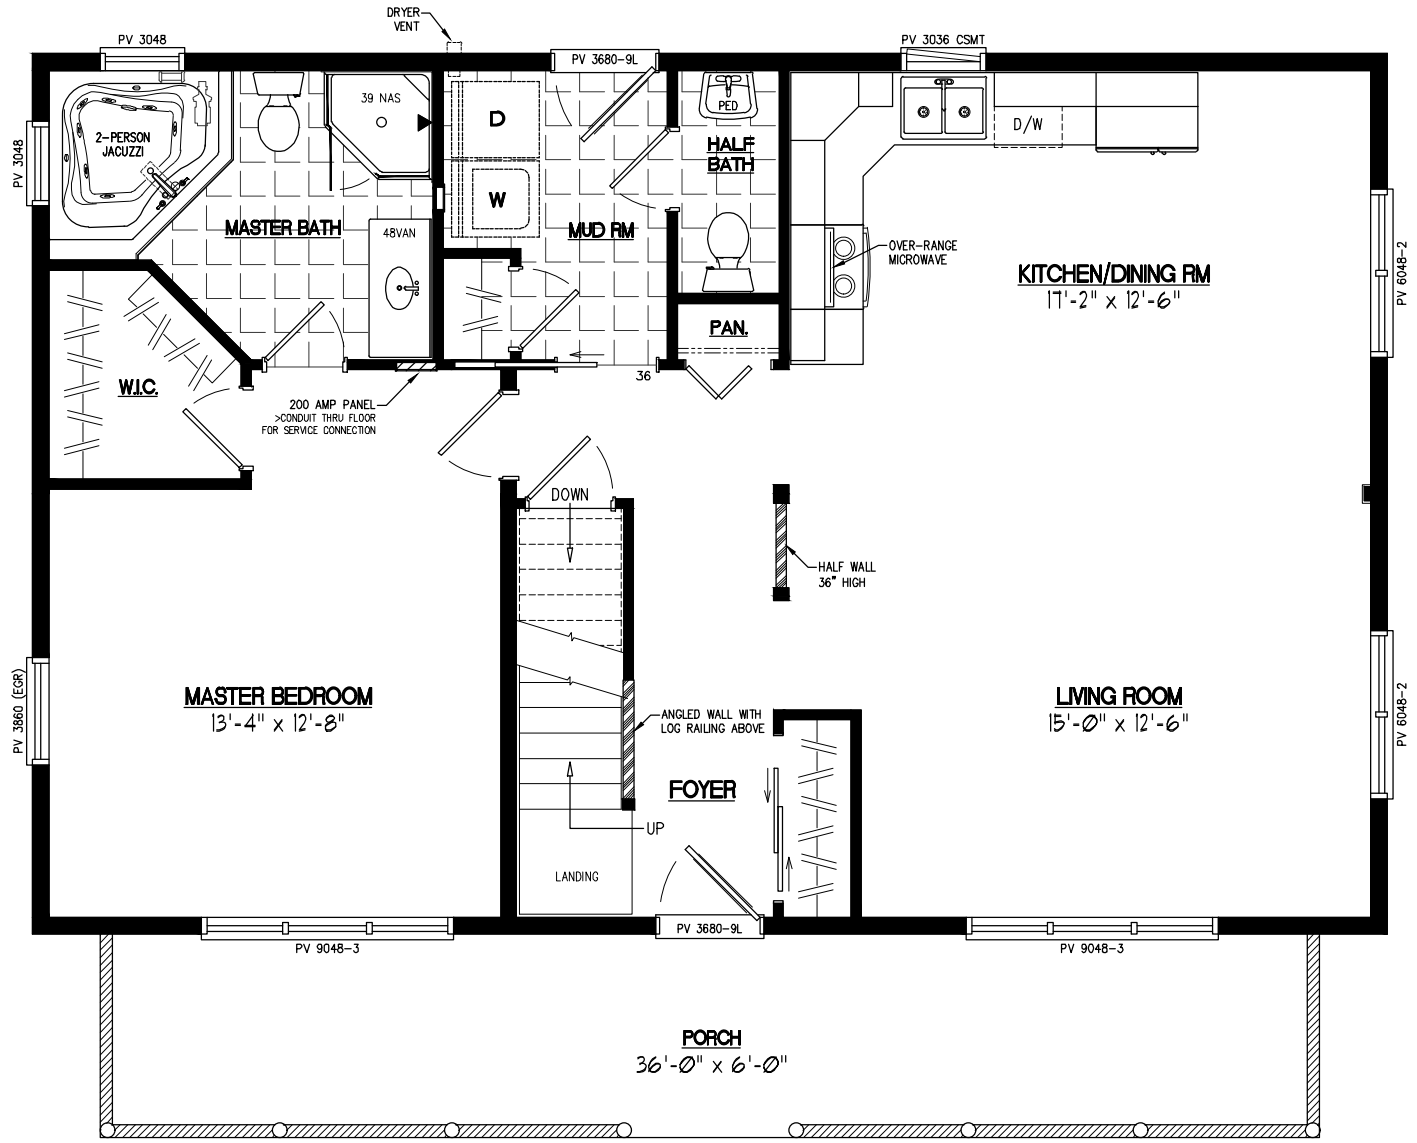 DRYER
VENT
PV 3048
PV 3680-9L
PV 3036 CSMT
39 NAS
2-PERSON
JACUZZI
PV 3048
D
PED
D/W
HALF
BATH
W
MASTER BATH
48VAN
MUD RM
OVER-RANGE
MICROWAVE
KITCHEN/DINING RM
17'-2" x 12'-6"
PV 6048-2
PAN.
36
W.I.C.
200 AMP PANEL
>CONDUIT THRU FLOOR
FOR SERVICE CONNECTION
DOWN
HALF WALL
36" HIGH
PV 3860 (EGR)
MASTER BEDROOM
13'-4" x 12'-8"
ANGLED WALL WITH
LOG RAILING ABOVE
LIVING ROOM
15'-0" x 12'-6"
PV 6048-2
FOYER
UP
LANDING
PV 9048-3
PV 3680-9L
PV 9048-3
PORCH
36'-0" x 6'-0"